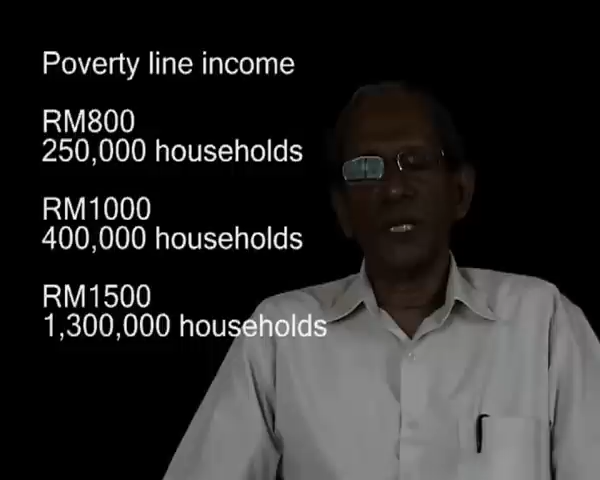 Poverty line income
RM800
250,000 households
RM1000
400,000 households
RM1500
1,300,000 households